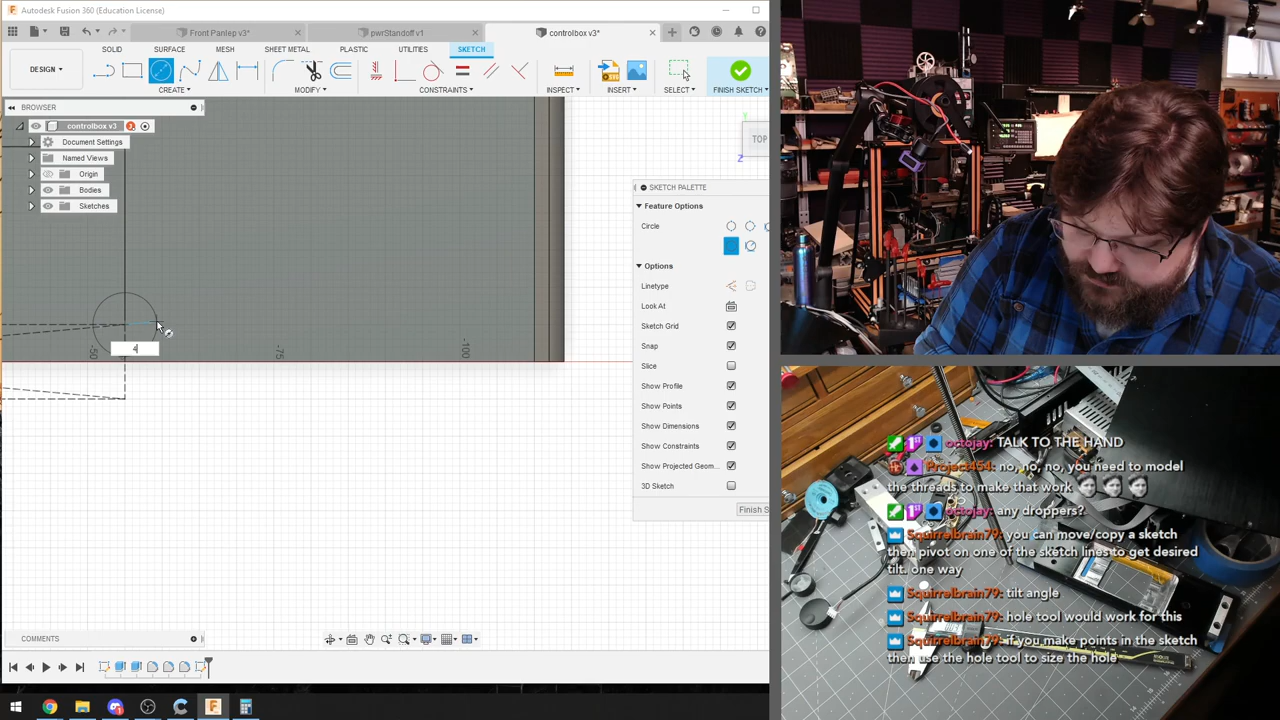 Autodesk Fusion 360 (Education License)
Front Panlep v3*
pwrStandoff v1
controlbox v3*
SOLID
SURFACE
MESH
SHEET METAL
PLASTIC
UTILITIES
SKETCH
DESIGN
CREATE
MODIFY
CONSTRAINTS
INSPECT
INSERT
SELECT
FINISH SKETCH
BROWSER
controlbox v3
Document Settings
Named Views
Origin
Bodies
Sketches
TOP
Y
Z
SKETCH PALETTE
Feature Options
Circle
Options
Linetype
Look At
Sketch Grid
Snap
Slice
Show Profile
Show Points
Show Dimensions
Show Constraints
Show Projected Geom...
3D Sketch
Finish S
-50
-75
-100
4
COMMENTS
octojay: TALK TO THE HAND
Project454: no, no, no, you need to model
the threads to make that work
octojay: any droppers?
Squirrelbrain79: you can move/copy a sketch
then pivot on one of the sketch lines to get desired
tilt. one way
Squirrelbrain79: tilt angle
Squirrelbrain79: hole tool would work for this
Squirrelbrain79: if you make points in the sketch
then use the hole tool to size the hole